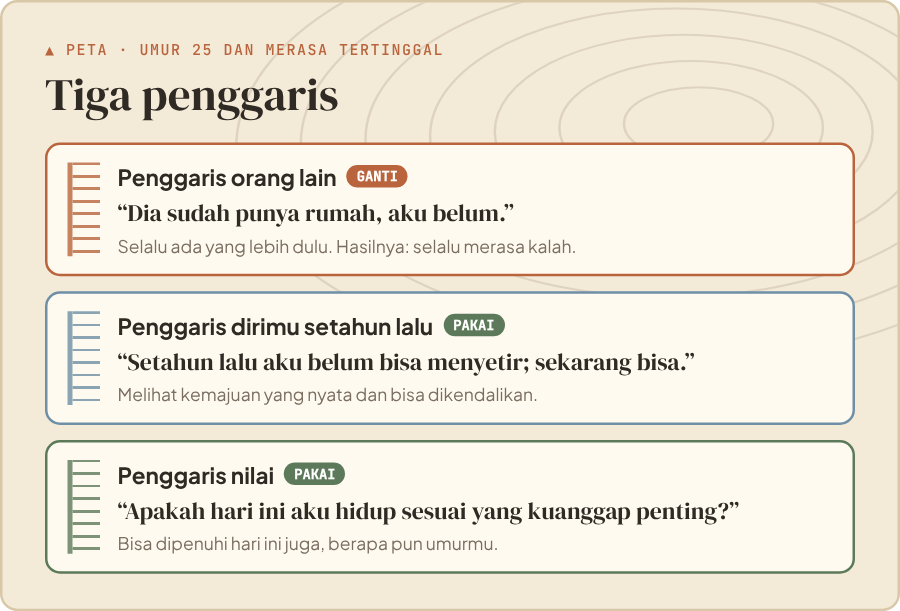 ▲ PETA · UMUR 25 DAN MERASA TERTINGGAL
Tiga penggaris
Penggaris orang lain GANTI
“Dia sudah punya rumah, aku belum.”
Selalu ada yang lebih dulu. Hasilnya: selalu merasa kalah.
Penggaris dirimu setahun lalu PAKAI
“Setahun lalu aku belum bisa menyetir; sekarang bisa.”
Melihat kemajuan yang nyata dan bisa dikendalikan.
Penggaris nilai PAKAI
“Apakah hari ini aku hidup sesuai yang kuanggap penting?”
Bisa dipenuhi hari ini juga, berapa pun umurmu.